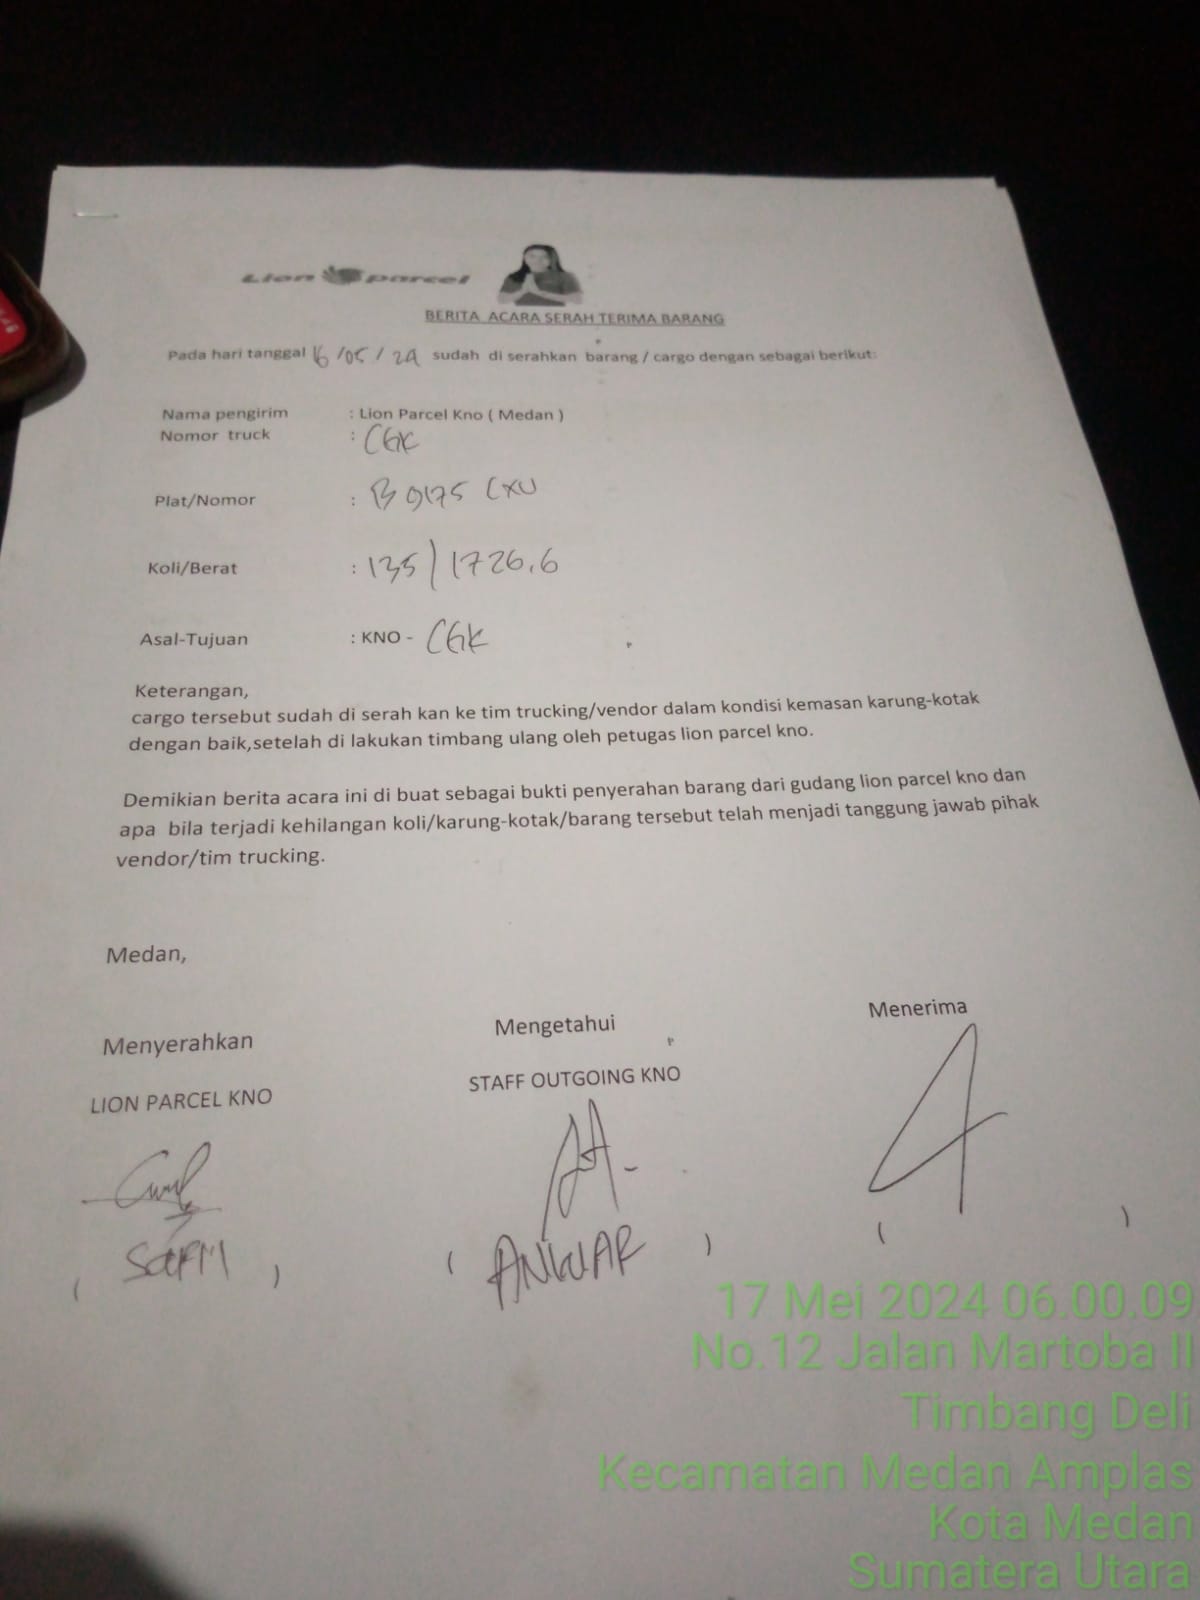 Lion parcel
BERITA ACARA SERAH TERIMA BARANG
Pada hari tanggal 16/05/24 sudah di serahkan barang / cargo dengan sebagai berikut:
Nama pengirim : Lion Parcel Kno ( Medan )
Nomor truck : CGK
Plat/Nomor : B 9175 CXU
Koli/Berat : 135/1726,6
Asal-Tujuan : KNO - CGK
Keterangan,
cargo tersebut sudah di serah kan ke tim trucking/vendor dalam kondisi kemasan karung-kotak
dengan baik,setelah di lakukan timbang ulang oleh petugas lion parcel kno.
Demikian berita acara ini di buat sebagai bukti penyerahan barang dari gudang lion parcel kno dan
apa bila terjadi kehilangan koli/karung-kotak/barang tersebut telah menjadi tanggung jawab pihak
vendor/tim trucking.
Medan,
Menyerahkan Mengetahui Menerima
LION PARCEL KNO STAFF OUTGOING KNO
( ) ( ANWAR ) ( )
17 Mei 2024 06.00.09
No.12 Jalan Martoba II
Timbang Deli
Kecamatan Medan Amplas
Kota Medan
Sumatera Utara